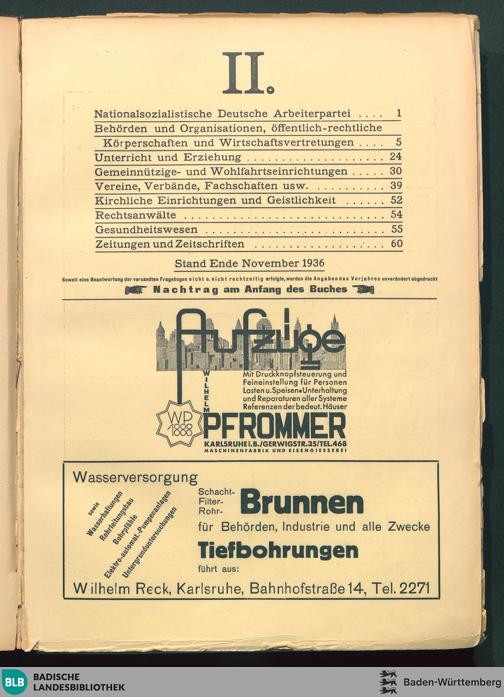 II.
Nationalsozialistische Deutsche Arbeiterpartei .... 1
Behörden und Organisationen, öffentlich-rechtliche
Körperschaften und Wirtschaftsvertretungen .... 5
Unterricht und Erziehung .................... 24
Gemeinnützige- und Wohlfahrtseinrichtungen .... 30
Vereine, Verbände, Fachschaften usw. ........... 39
Kirchliche Einrichtungen und Geistlichkeit ...... 52
Rechtsanwälte ............................. 54
Gesundheitswesen .......................... 55
Zeitungen und Zeitschriften .................... 60
Stand Ende November 1936
Soweit eine Beantwortung der versandten Fragebogen nicht o. nicht rechtzeitig erfolgte, wurden die Angaben des Vorjahres unverändert abgedruckt
Nachtrag am Anfang des Buches
Aufzüge
Mit Druckknopfsteuerung und
Feineinstellung für Personen
Lasten u. Speisen • Unterhaltung
und Reparaturen aller Systeme
Referenzen der bedeut. Häuser
WILHELM
WP
1888
PFROMMER
KARLSRUHE i.B./GERWIGSTR.35/TEL.468
MASCHINENFABRIK UND EISENGIESSEREI
Wasserversorgung
sowie
Wasserhaltungen
Rohrleitungsbau
Bohrpfähle
Elektro-automat.-Pumpenanlagen
Untergrunduntersuchungen
Schacht-
Filter-
Rohr-
Brunnen
für Behörden, Industrie und alle Zwecke
Tiefbohrungen
führt aus:
Wilhelm Reck, Karlsruhe, Bahnhofstraße 14, Tel. 2271
BLB
BADISCHE
LANDESBIBLIOTHEK
Baden-Württemberg